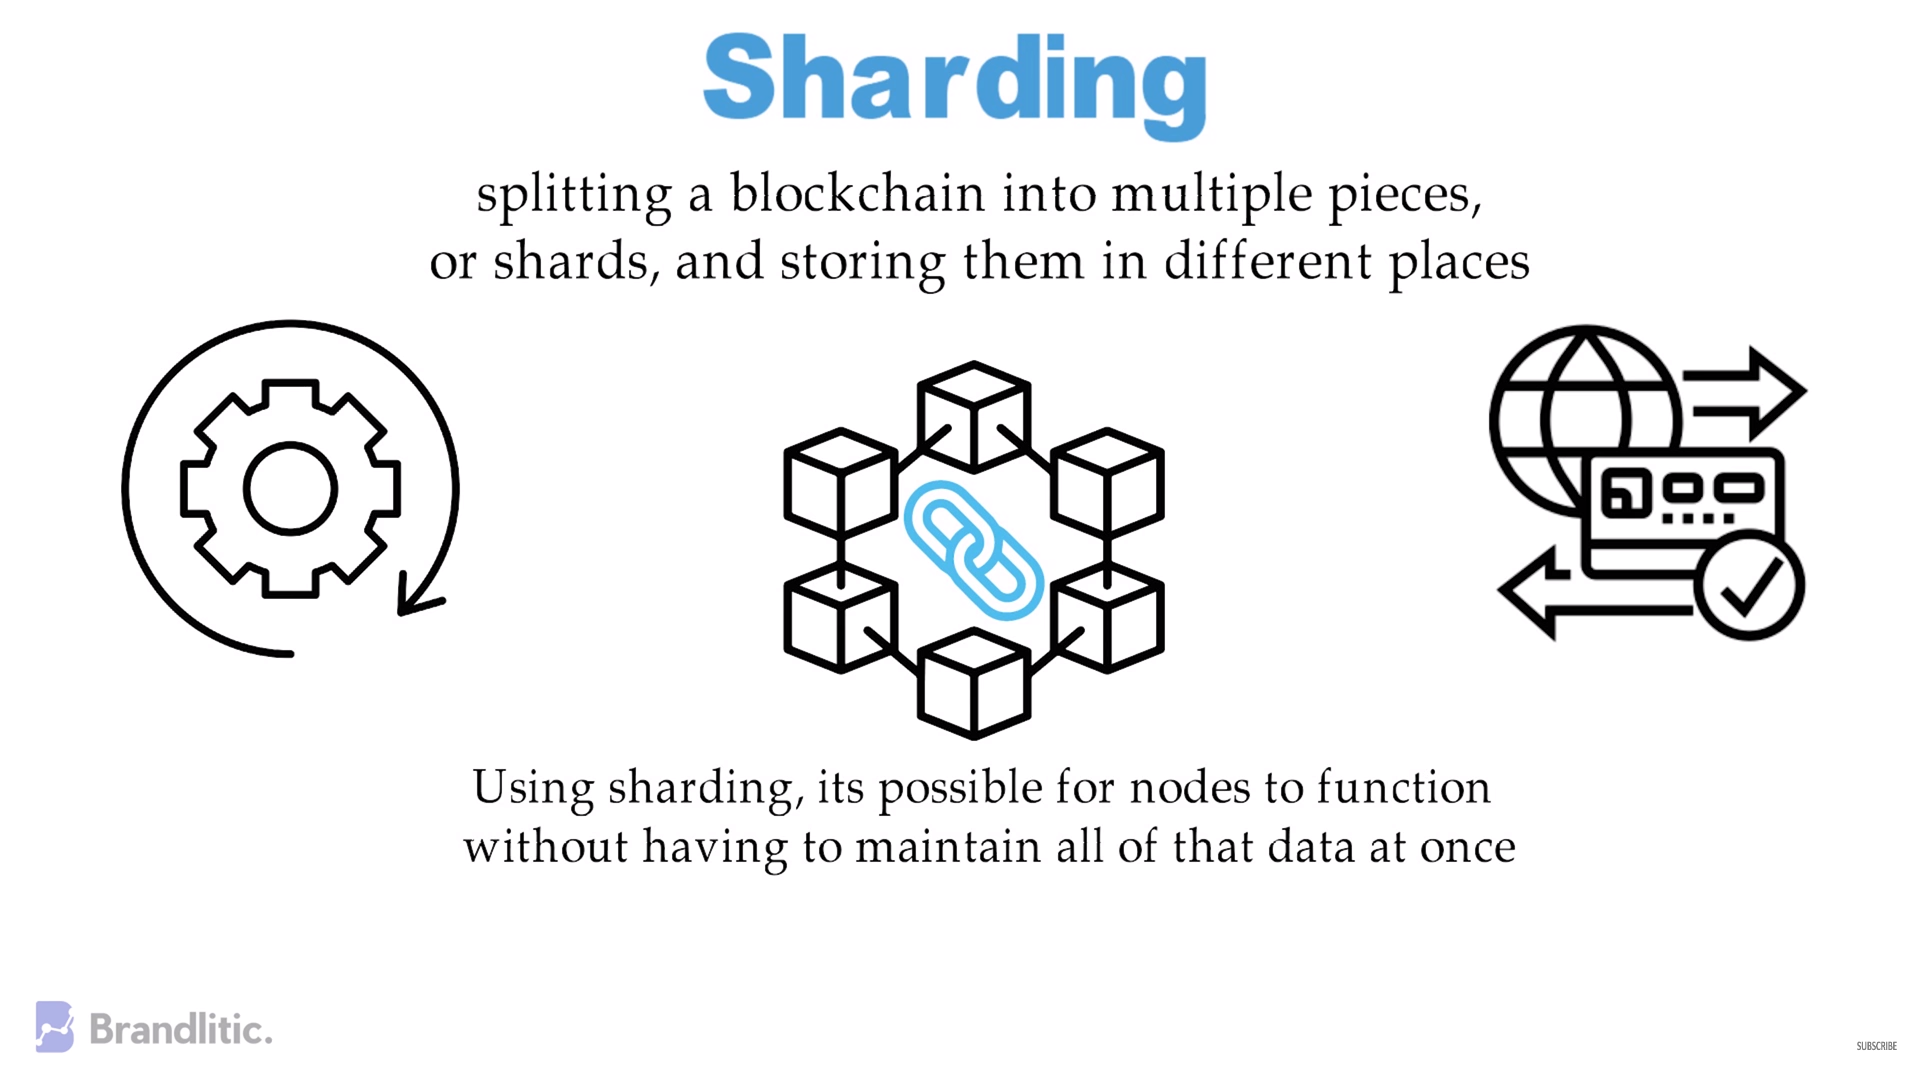 Sharding
splitting a blockchain into multiple pieces,
or shards, and storing them in different places
Using sharding, its possible for nodes to function
without having to maintain all of that data at once
Brandlitic.
SUBSCRIBE